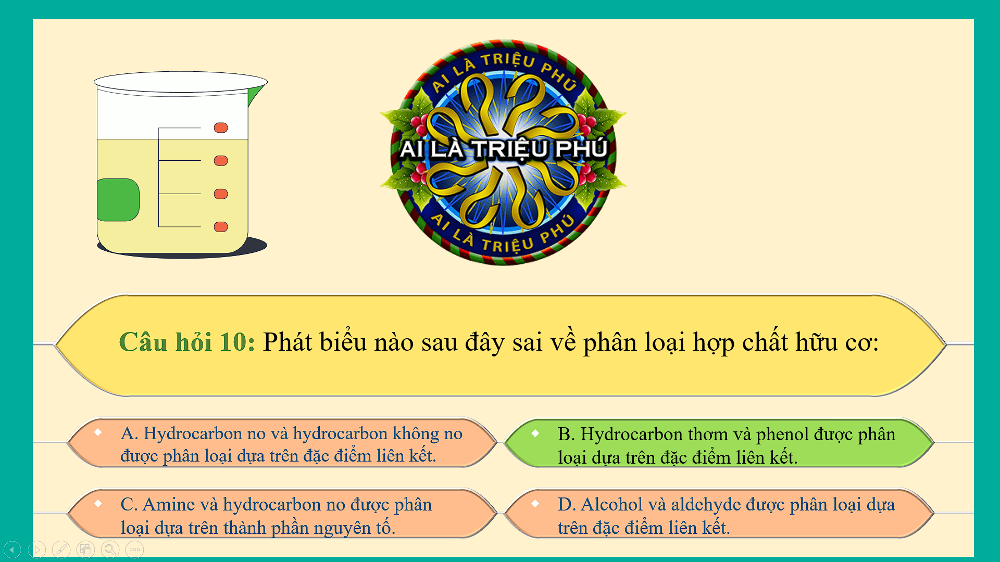 AI LÀ TRIỆU PHÚ
AI LÀ TRIỆU PHÚ
AI LÀ TRIỆU PHÚ
Câu hỏi 10: Phát biểu nào sau đây sai về phân loại hợp chất hữu cơ:
A. Hydrocarbon no và hydrocarbon không no
được phân loại dựa trên đặc điểm liên kết.
B. Hydrocarbon thơm và phenol được phân
loại dựa trên đặc điểm liên kết.
C. Amine và hydrocarbon no được phân
loại dựa trên thành phần nguyên tố.
D. Alcohol và aldehyde được phân loại dựa
trên đặc điểm liên kết.